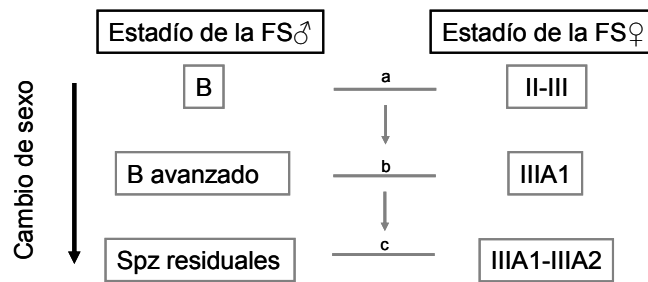 Estadío de la FS♂ Estadío de la FS♀
Cambio de sexo
B a II-III
B avanzado b IIIA1
Spz residuales c IIIA1-IIIA2